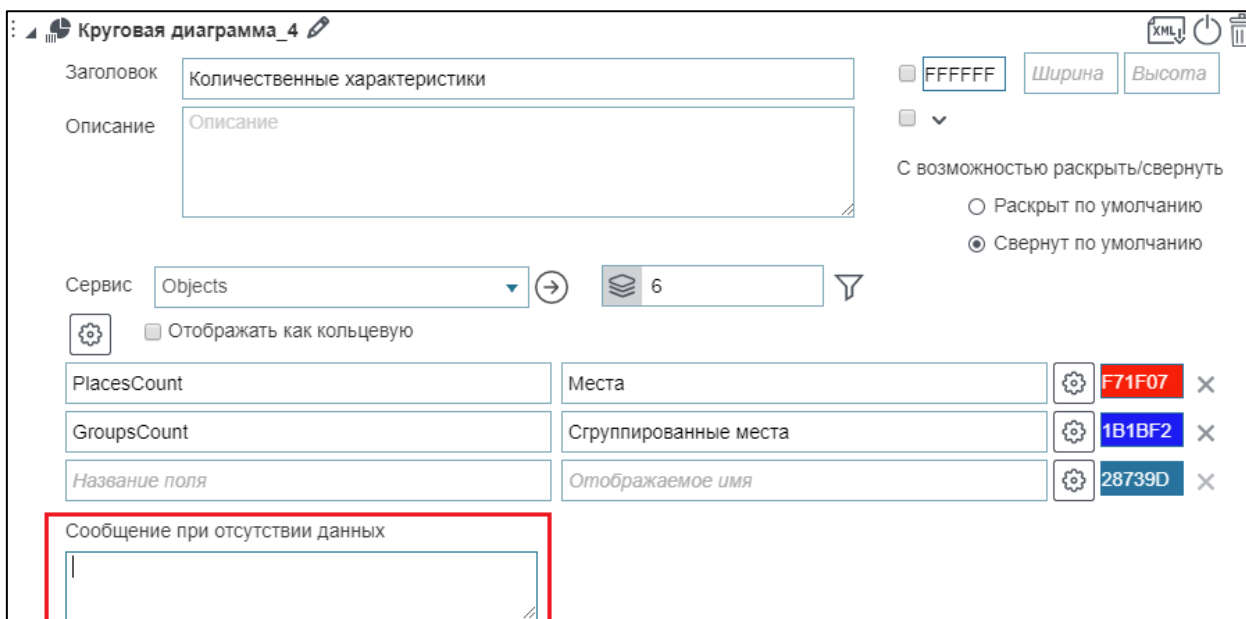 Круговая диаграмма_4
XML
Заголовок
Количественные характеристики
FFFFFF
Ширина
Высота
Описание
Описание
С возможностью раскрыть/свернуть
Раскрыт по умолчанию
Свернут по умолчанию
Сервис
Objects
6
Отображать как кольцевую
PlacesCount
Места
F71F07
GroupsCount
Сгруппированные места
1B1BF2
Название поля
Отображаемое имя
28739D
Сообщение при отсутствии данных